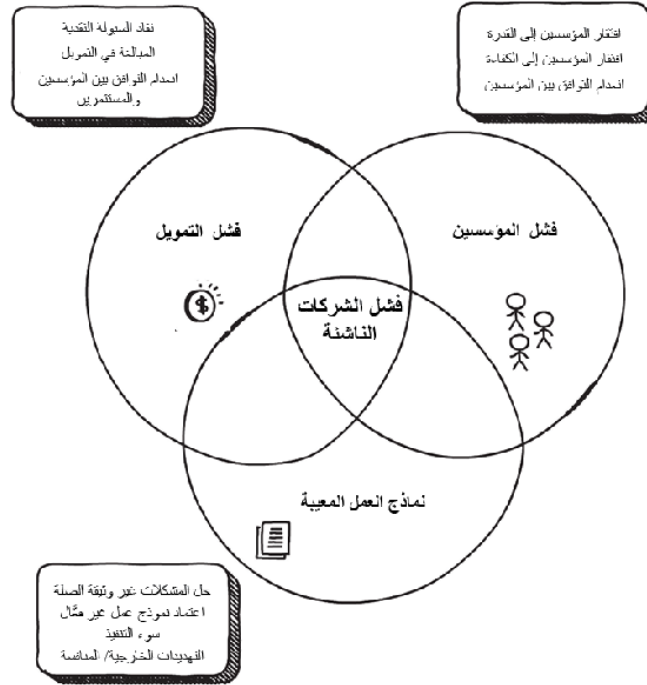 افتقار المؤسسين إلى القدرة
افتقار المؤسسين إلى الكفاءة
انعدام التوافق بين المؤسسين
نفاد السيولة النقدية
المبالغة في التمويل
انعدام التوافق بين المؤسسين
والمستثمرين
فشل المؤسسين
فشل التمويل
$
فشل الشركات
الناشئة
نماذج العمل المعيبة
حل المشكلات غير وثيقة الصلة
اعتماد نموذج عمل غير فعَّال
سوء التنفيذ
التهديدات الخارجية/ المنافسة